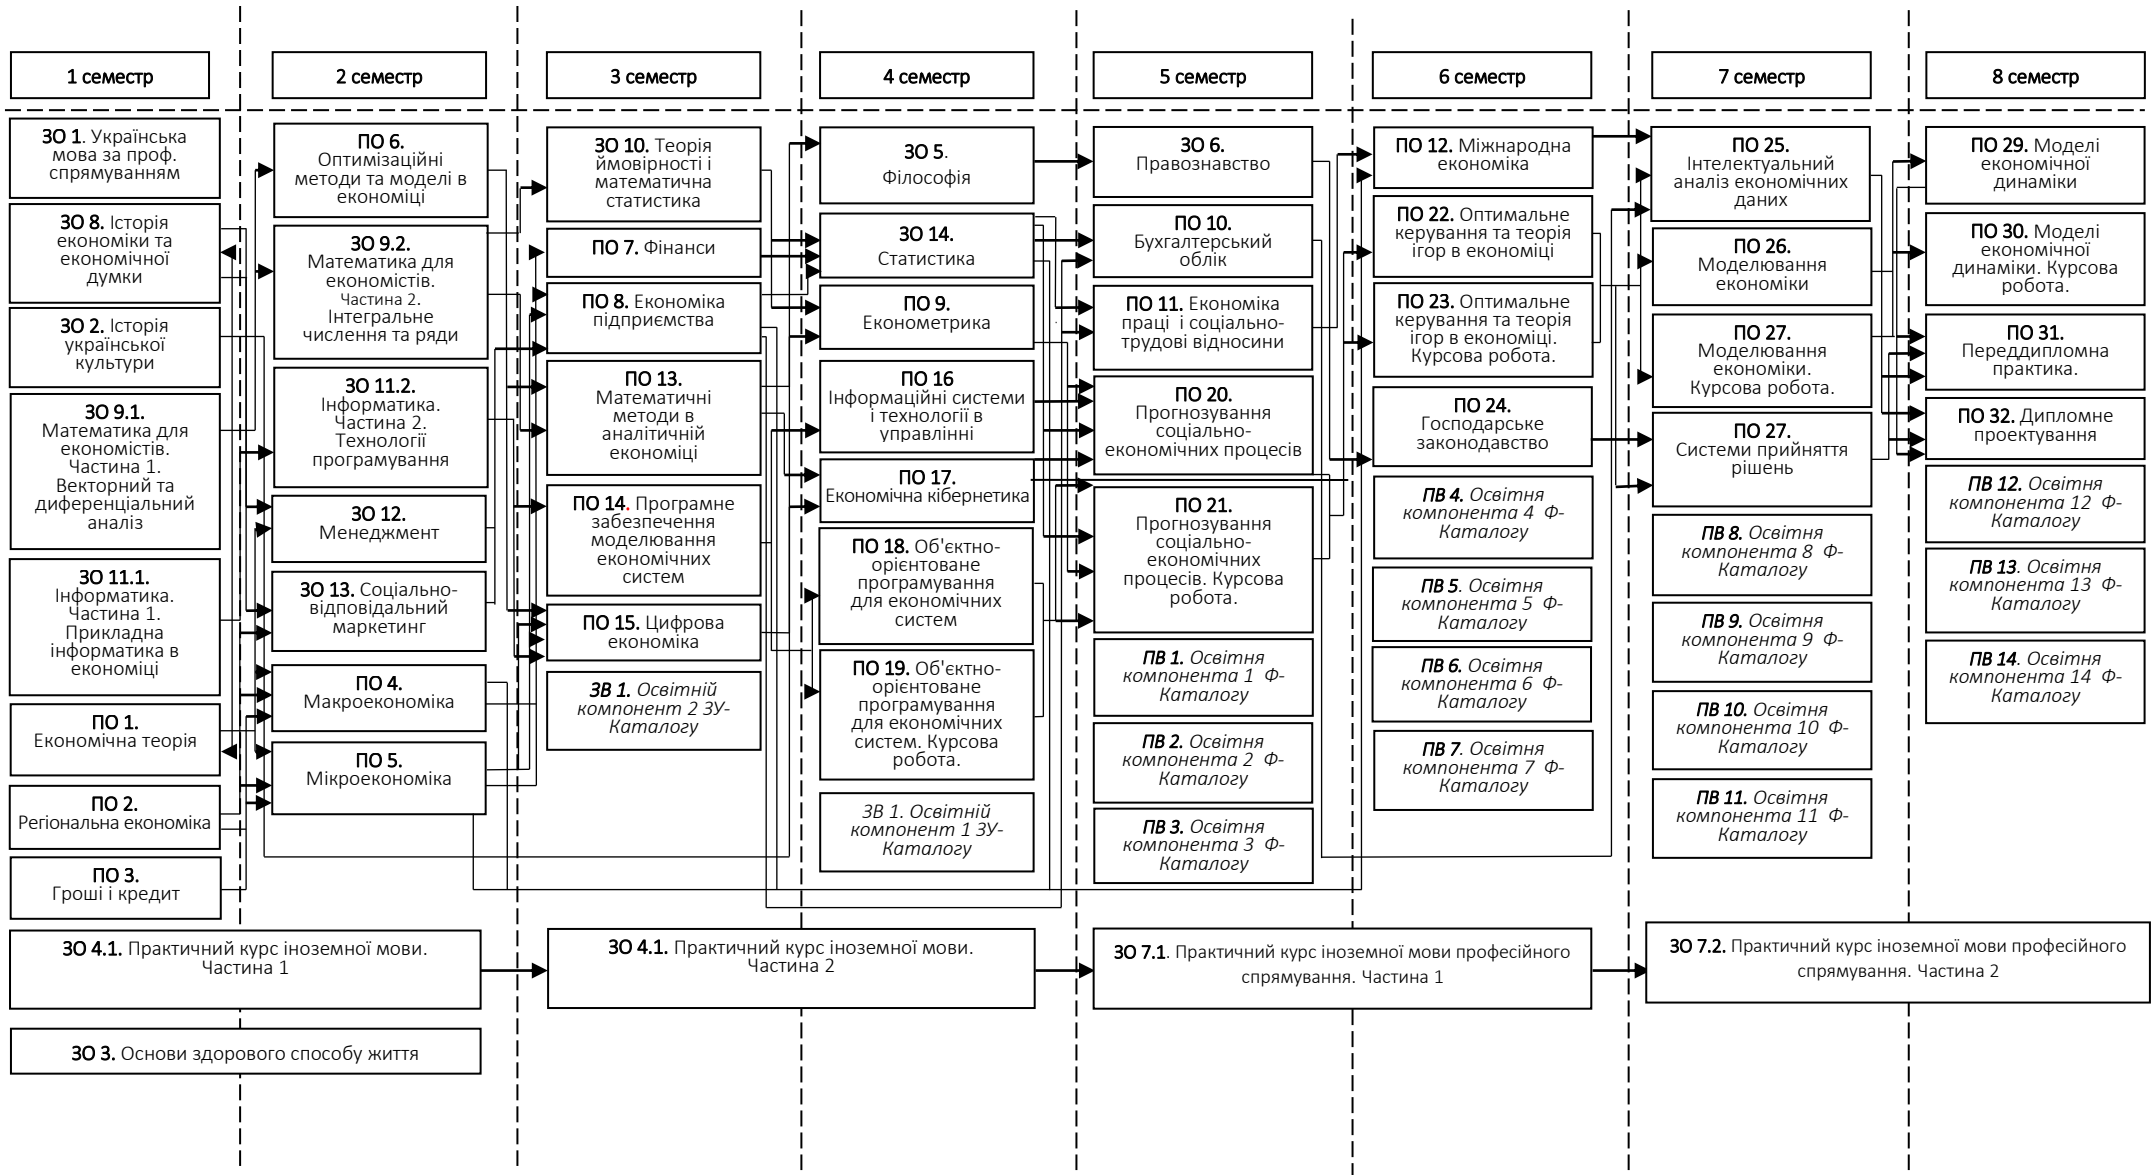 1 семестр
2 семестр
3 семестр
4 семестр
5 семестр
6 семестр
7 семестр
8 семестр
ЗО 1. Українська
мова за проф.
спрямуванням
ЗО 8. Історія
економіки та
економічної
думки
ЗО 2. Історія
української
культури
ЗО 9.1.
Математика для
економістів.
Частина 1.
Векторний та
диференціальний
аналіз
ЗО 11.1.
Інформатика.
Частина 1.
Прикладна
інформатика в
економіці
ПО 1.
Економічна теорія
ПО 2.
Регіональна економіка
ПО 3.
Гроші і кредит
ПО 6.
Оптимізаційні
методи та моделі в
економіці
ЗО 9.2.
Математика для
економістів.
Частина 2.
Інтегральне
числення та ряди
ЗО 11.2.
Інформатика.
Частина 2.
Технології
програмування
ЗО 12.
Менеджмент
ЗО 13. Соціально-
відповідальний
маркетинг
ПО 4.
Макроекономіка
ПО 5.
Мікроекономіка
ЗО 10. Теорія
ймовірності і
математична
статистика
ПО 7. Фінанси
ПО 8. Економіка
підприємства
ПО 13.
Математичні
методи в
аналітичній
економіці
ПО 14. Програмне
забезпечення
моделювання
економічних
систем
ПО 15. Цифрова
економіка
ЗВ 1. Освітній
компонент 2 ЗУ-
Каталогу
ЗО 5.
Філософія
ЗО 14.
Статистика
ПО 9.
Економетрика
ПО 16
Інформаційні системи
і технології в
управлінні
ПО 17.
Економічна кібернетика
ПО 18. Об'єктно-
орієнтоване
програмування
для економічних
систем
ПО 19. Об'єктно-
орієнтоване
програмування
для економічних
систем. Курсова
робота.
ЗВ 1. Освітній
компонент 1 ЗУ-
Каталогу
ЗО 6.
Правознавство
ПО 10.
Бухгалтерський
облік
ПО 11. Економіка
праці і соціально-
трудові відносини
ПО 20.
Прогнозування
соціально-
економічних процесів
ПО 21.
Прогнозування
соціально-
економічних
процесів. Курсова
робота.
ПВ 1. Освітня
компонента 1 Ф-
Каталогу
ПВ 2. Освітня
компонента 2 Ф-
Каталогу
ПВ 3. Освітня
компонента 3 Ф-
Каталогу
ПО 12. Міжнародна
економіка
ПО 22. Оптимальне
керування та теорія
ігор в економіці
ПО 23. Оптимальне
керування та теорія
ігор в економіці.
Курсова робота.
ПО 24.
Господарське
законодавство
ПВ 4. Освітня
компонента 4 Ф-
Каталогу
ПВ 5. Освітня
компонента 5 Ф-
Каталогу
ПВ 6. Освітня
компонента 6 Ф-
Каталогу
ПВ 7. Освітня
компонента 7 Ф-
Каталогу
ПО 25.
Інтелектуальний
аналіз економічних
даних
ПО 26.
Моделювання
економіки
ПО 27.
Моделювання
економіки.
Курсова робота.
ПО 27.
Системи прийняття
рішень
ПВ 8. Освітня
компонента 8 Ф-
Каталогу
ПВ 9. Освітня
компонента 9 Ф-
Каталогу
ПВ 10. Освітня
компонента 10 Ф-
Каталогу
ПВ 11. Освітня
компонента 11 Ф-
Каталогу
ПО 29. Моделі
економічної
динаміки
ПО 30. Моделі
економічної
динаміки. Курсова
робота.
ПО 31.
Переддипломна
практика.
ПО 32. Дипломне
проектування
ПВ 12. Освітня
компонента 12 Ф-
Каталогу
ПВ 13. Освітня
компонента 13 Ф-
Каталогу
ПВ 14. Освітня
компонента 14 Ф-
Каталогу
ЗО 4.1. Практичний курс іноземної мови.
Частина 1
ЗО 4.1. Практичний курс іноземної мови.
Частина 2
ЗО 7.1. Практичний курс іноземної мови професійного
спрямування. Частина 1
ЗО 7.2. Практичний курс іноземної мови професійного
спрямування. Частина 2
ЗО 3. Основи здорового способу життя